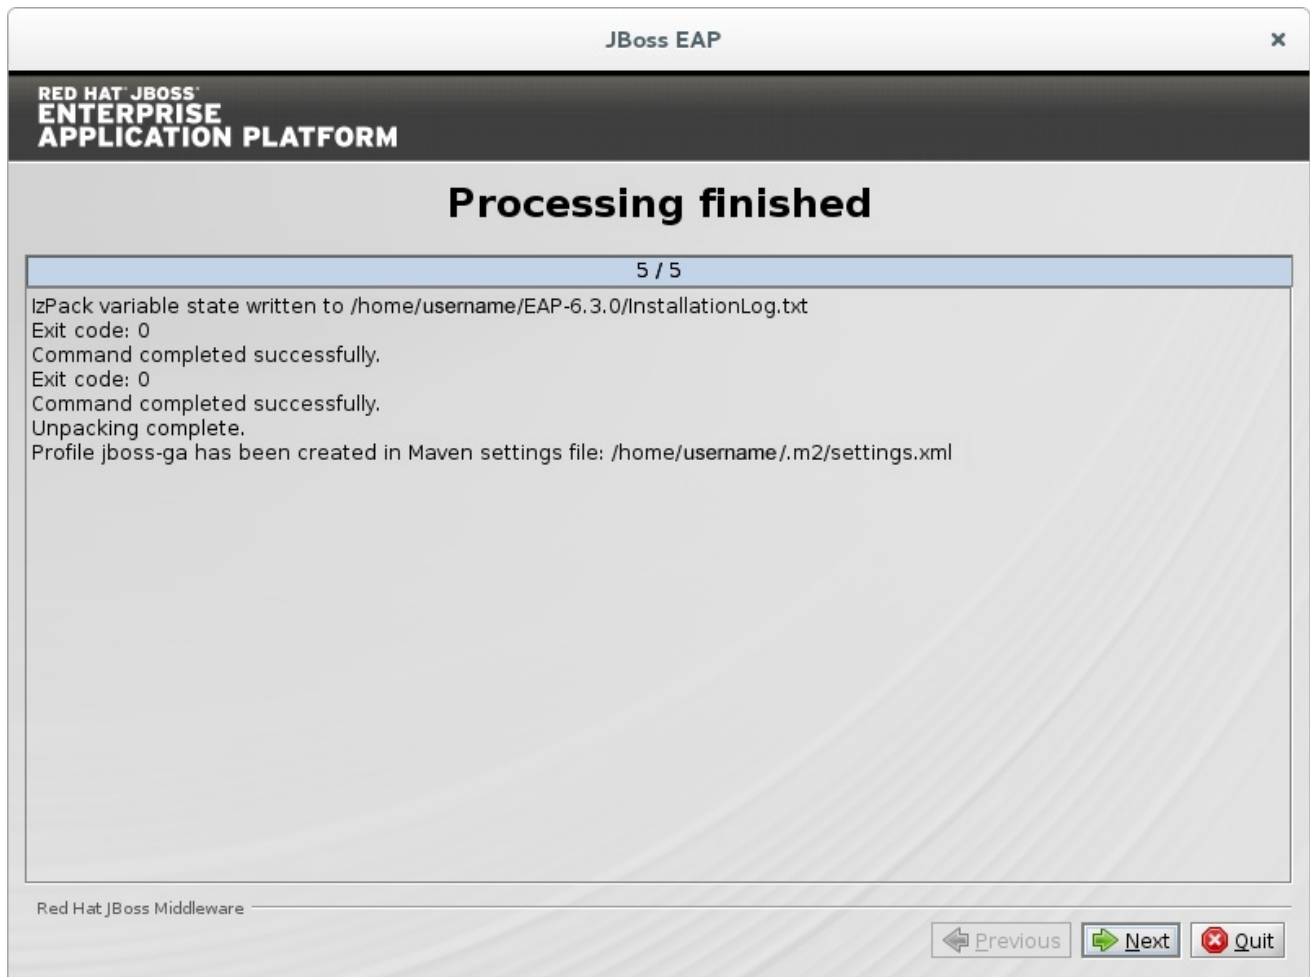 JBoss EAP
RED HAT JBOSS
ENTERPRISE
APPLICATION PLATFORM
Processing finished
5 / 5
IzPack variable state written to /home/username/EAP-6.3.0/InstallationLog.txt
Exit code: 0
Command completed successfully.
Exit code: 0
Command completed successfully.
Unpacking complete.
Profile jboss-ga has been created in Maven settings file: /home/username/.m2/settings.xml
Red Hat JBoss Middleware
Previous Next Quit